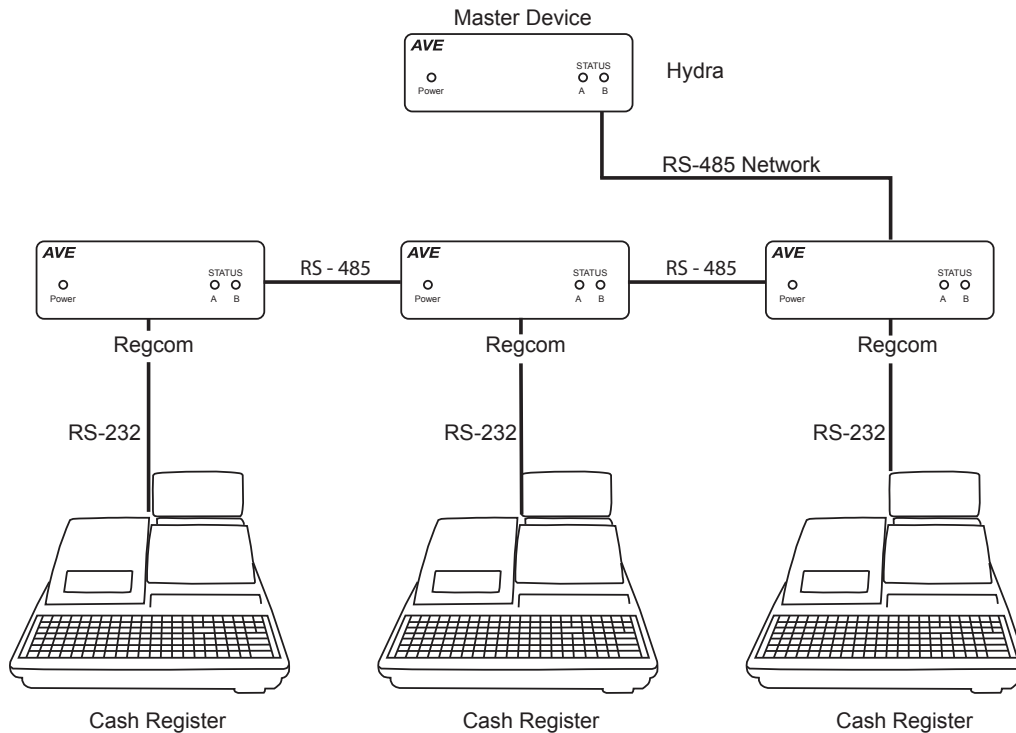 Master Device
AVE
STATUS
Power
A B
Hydra
RS-485 Network
AVE
STATUS
Power
A B
RS - 485
AVE
STATUS
Power
A B
RS - 485
AVE
STATUS
Power
A B
Regcom
Regcom
Regcom
RS-232
RS-232
RS-232
Cash Register
Cash Register
Cash Register